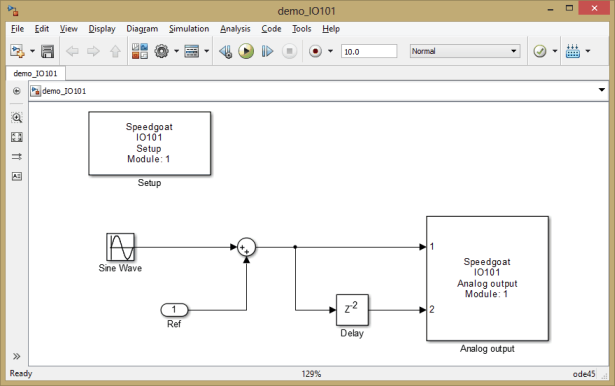 demo_IO101
File Edit View Display Diagram Simulation Analysis Code Tools Help
10.0 Normal
demo_IO101
demo_IO101
Speedgoat
IO101
Setup
Module: 1
Setup
Sine Wave
1
Ref
Z-2
Delay
1
2
Speedgoat
IO101
Analog output
Module: 1
Analog output
Ready 129% ode45